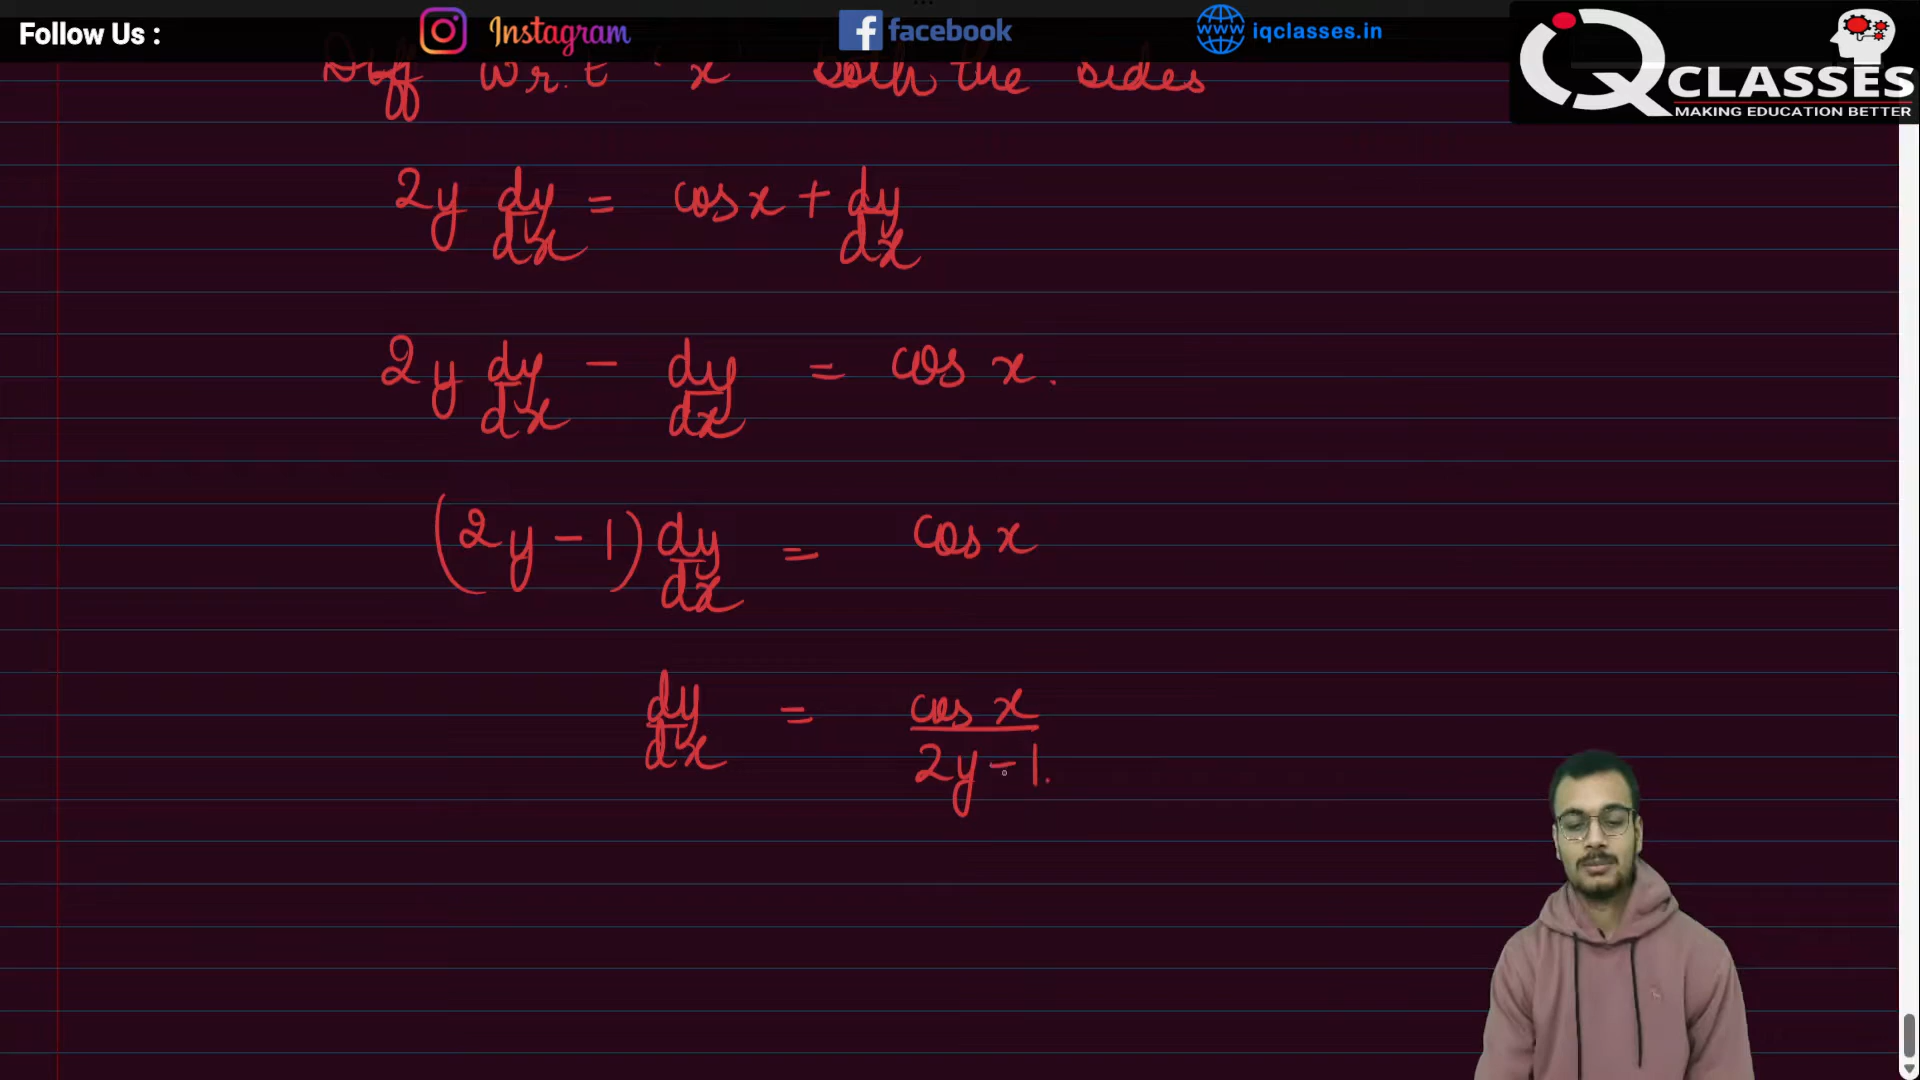 Follow Us :
Instagram
facebook
iqclasses.in
IQ CLASSES
MAKING EDUCATION BETTER
Diff w.r.t 'x' both the sides
2y dy/dx = cos x + dy/dx
2y dy/dx - dy/dx = cos x.
(2y - 1) dy/dx = cos x
dy/dx = cos x/2y - 1.